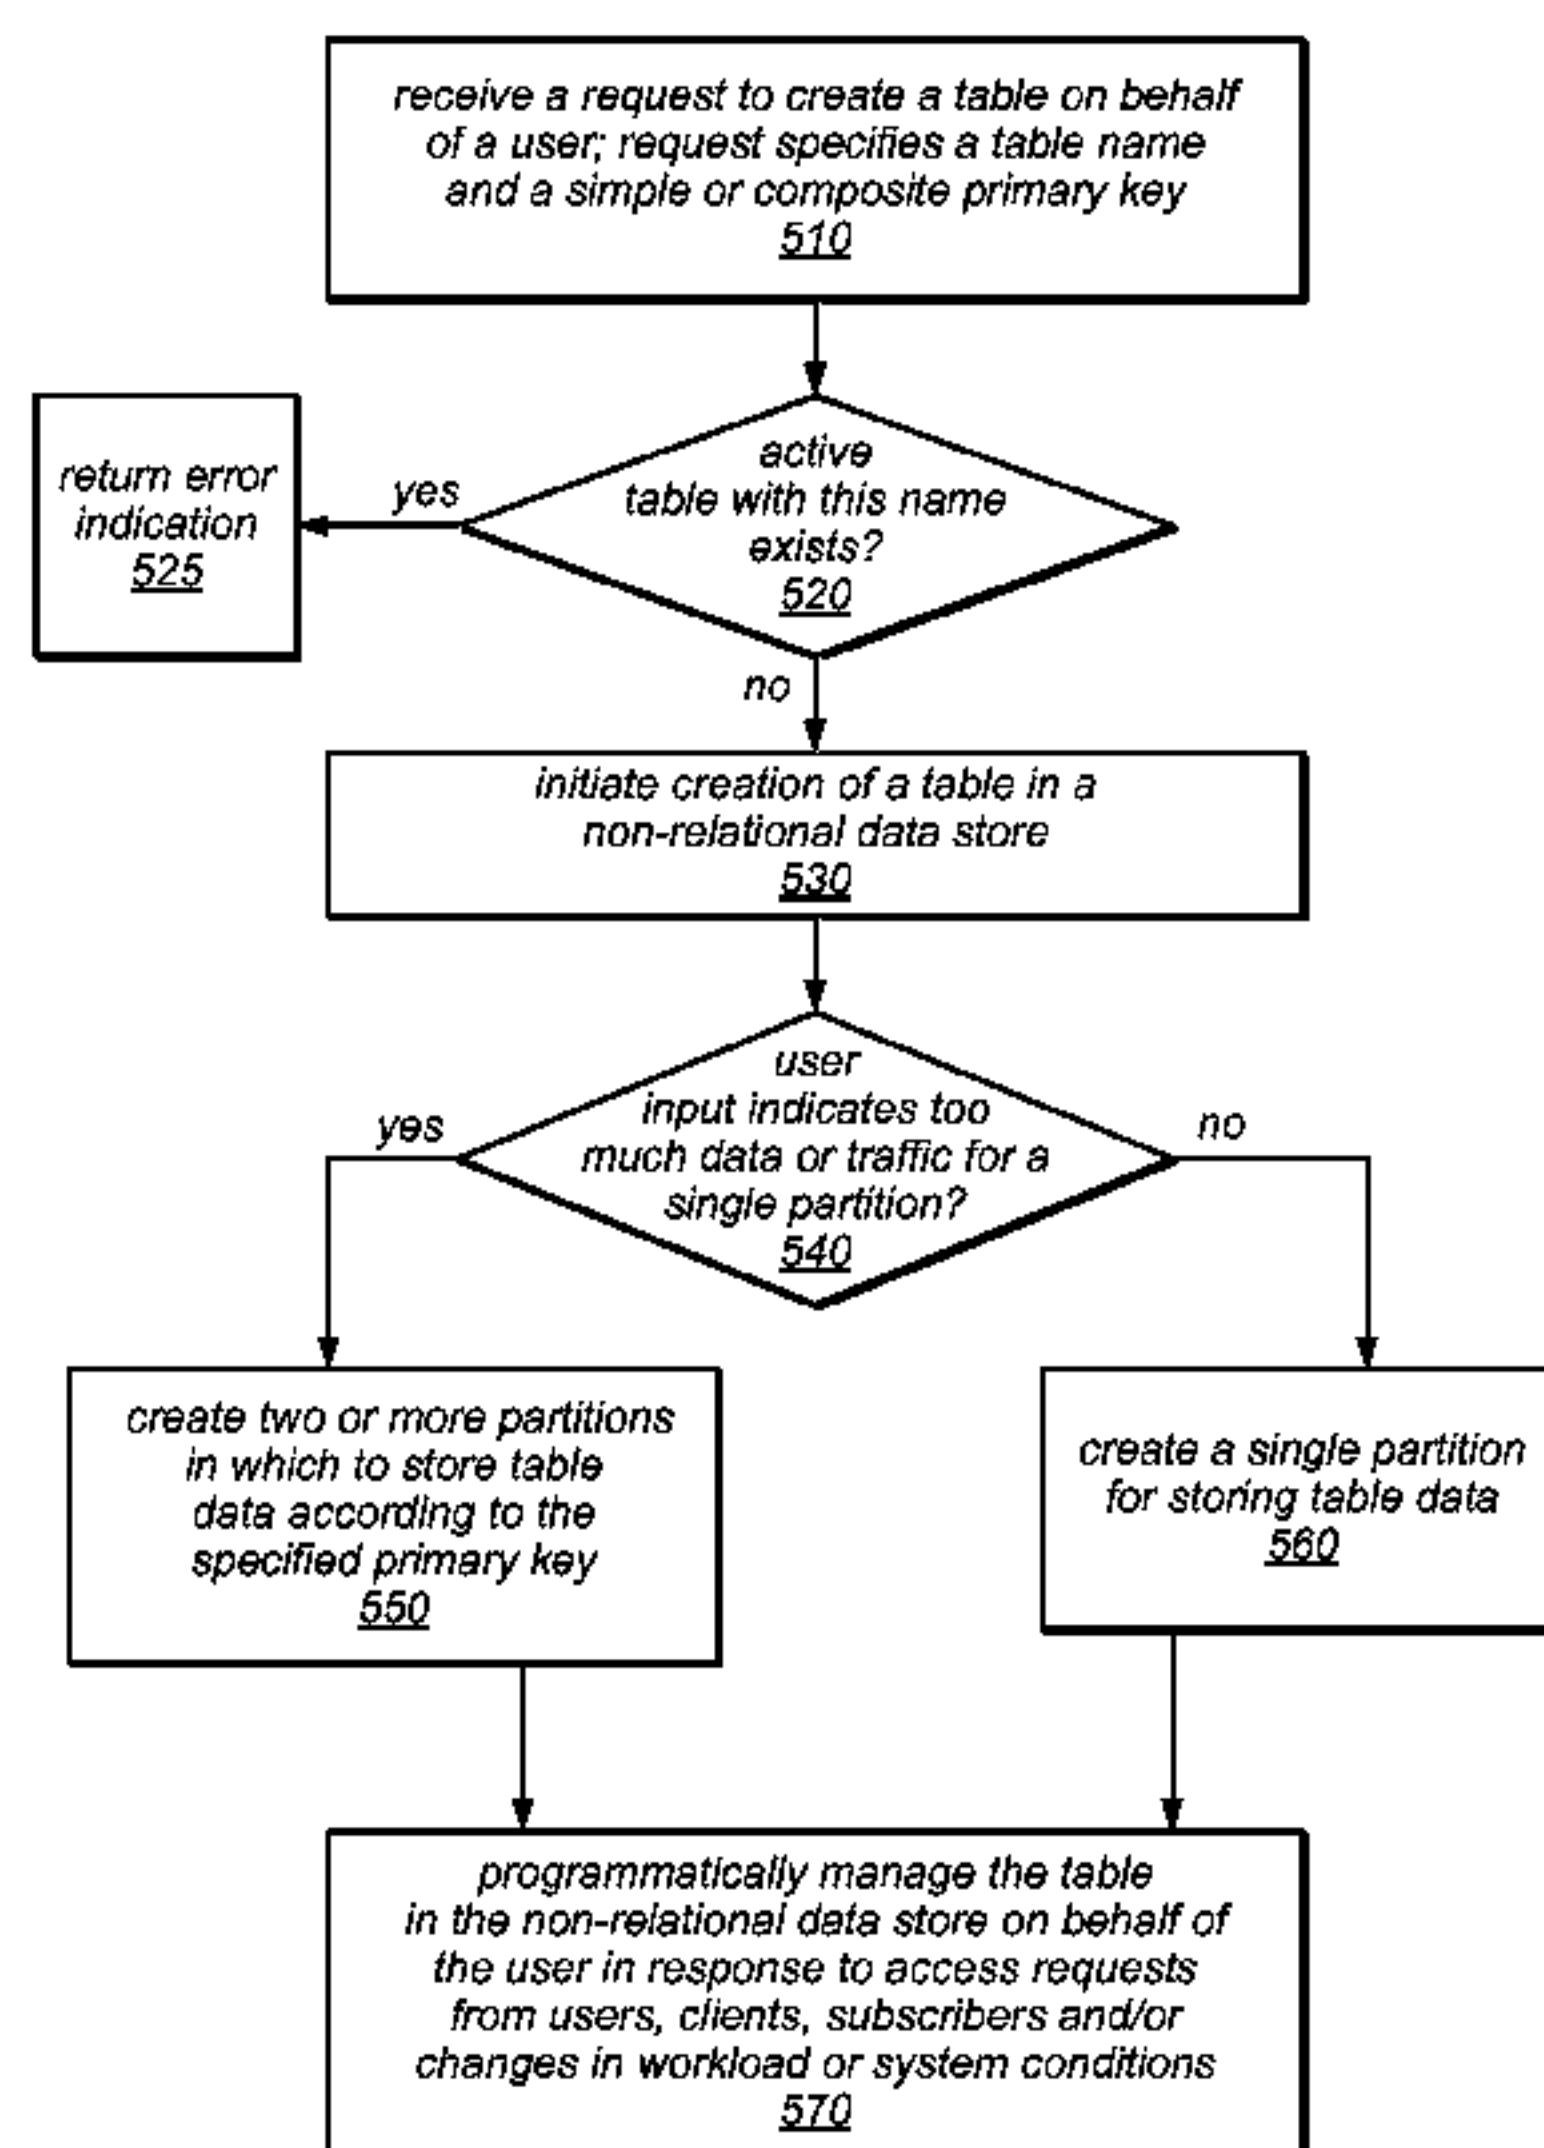 receive a request to create a table on behalf
of a user; request specifies a table name
and a simple or composite primary key
510
active
table with this name
exists?
520
yes
return error
indication
525
no
initiate creation of a table in a
non-relational data store
530
user
input indicates too
much data or traffic for a
single partition?
540
yes
no
create two or more partitions
in which to store table
data according to the
specified primary key
550
create a single partition
for storing table data
560
programmatically manage the table
in the non-relational data store on behalf of
the user in response to access requests
from users, clients, subscribers and/or
changes in workload or system conditions
570